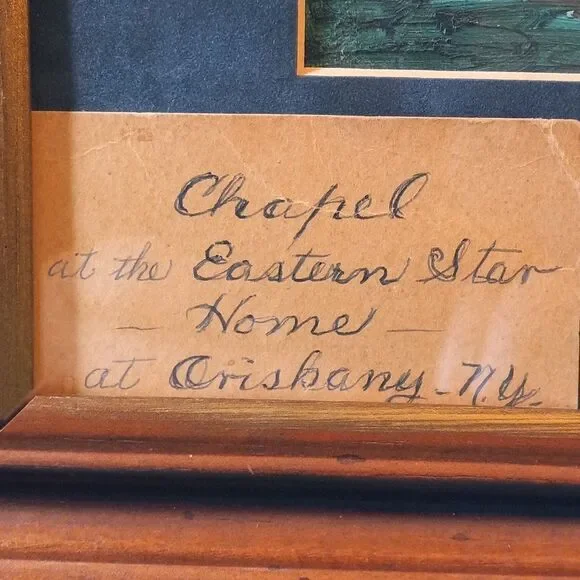 Chapel
at the Eastern Star
- Home -
at Oriskany - N.Y.